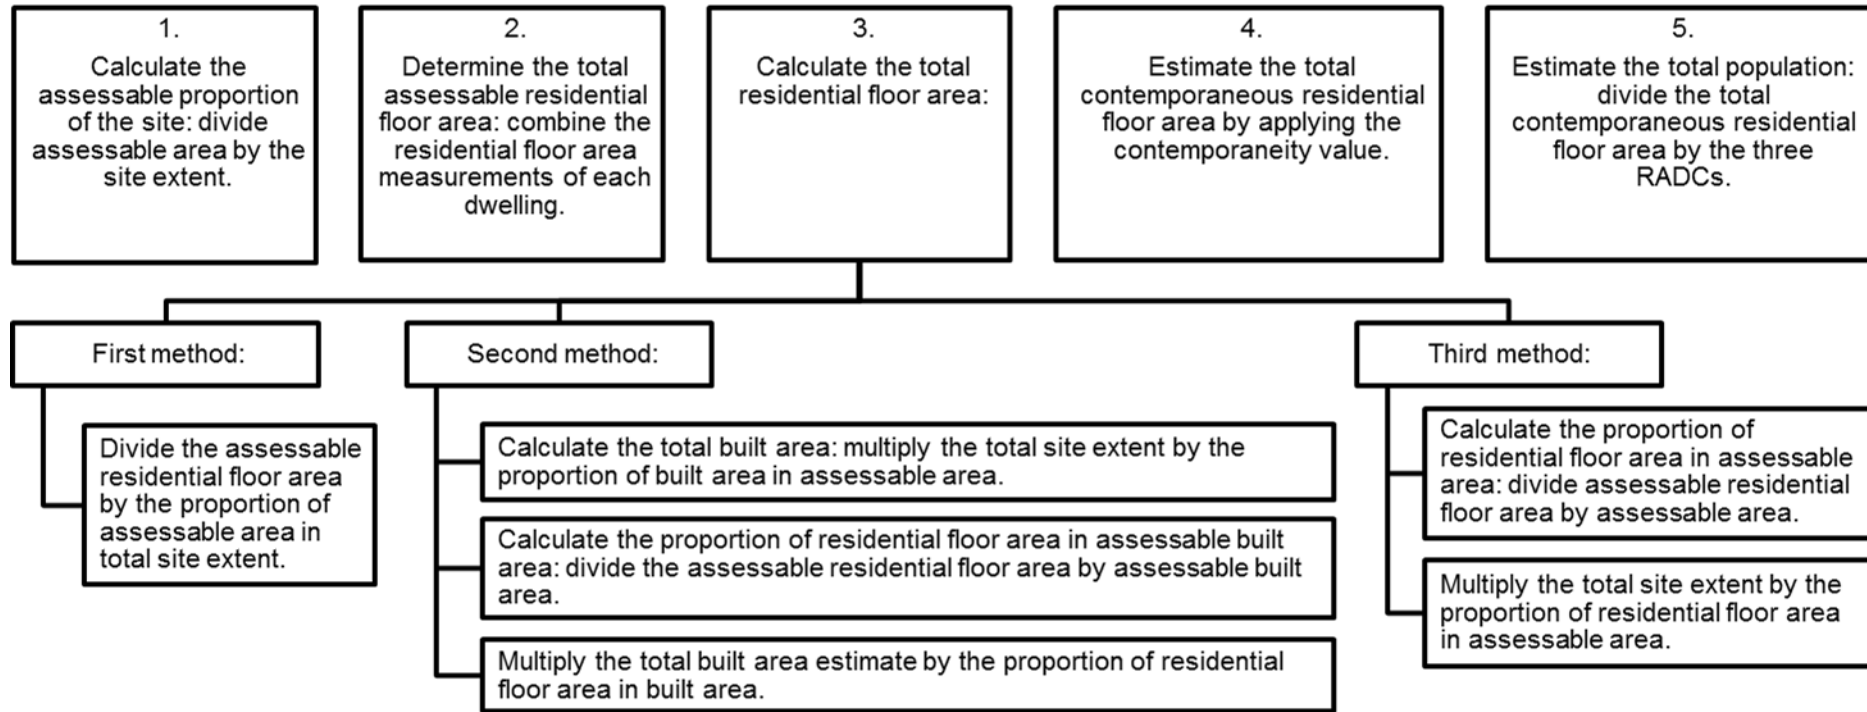 1.
Calculate the
assessable proportion
of the site: divide
assessable area by the
site extent.
2.
Determine the total
assessable residential
floor area: combine the
residential floor area
measurements of each
dwelling.
3.
Calculate the total
residential floor area:
4.
Estimate the total
contemporaneous residential
floor area by applying the
contemporaneity value.
5.
Estimate the total population:
divide the total
contemporaneous residential
floor area by the three
RADCs.
First method:
Divide the assessable
residential floor area
by the proportion of
assessable area in
total site extent.
Second method:
Calculate the total built area: multiply the total site extent by the
proportion of built area in assessable area.
Calculate the proportion of residential floor area in assessable built
area: divide the assessable residential floor area by assessable built
area.
Multiply the total built area estimate by the proportion of residential
floor area in built area.
Third method:
Calculate the proportion of
residential floor area in assessable
area: divide assessable residential
floor area by assessable area.
Multiply the total site extent by the
proportion of residential floor area
in assessable area.